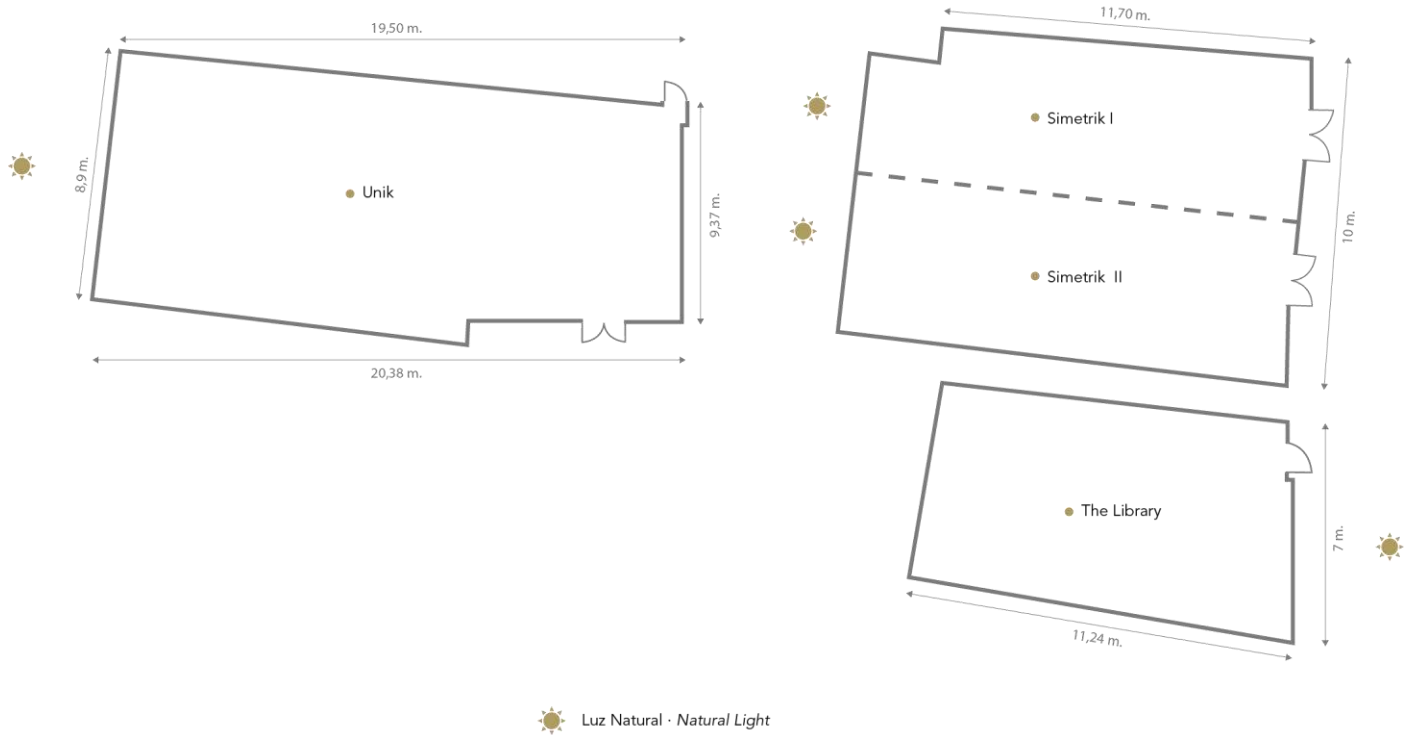 19,50 m.
8,9 m.
Unik
9,37 m.
20,38 m.
11,70 m.
Simetrik I
10 m.
Simetrik II
The Library
7 m.
11,24 m.
Luz Natural · Natural Light